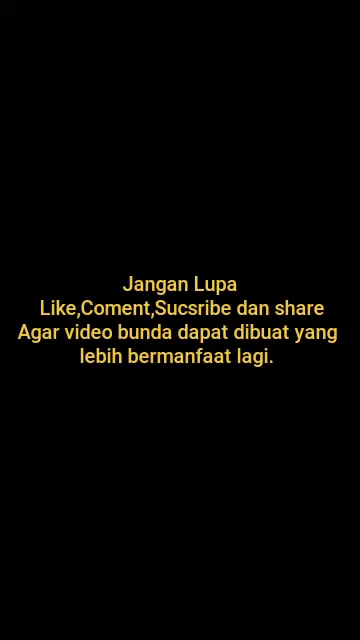 Jangan Lupa
Like,Coment,Sucsribe dan share
Agar video bunda dapat dibuat yang
lebih bermanfaat lagi.